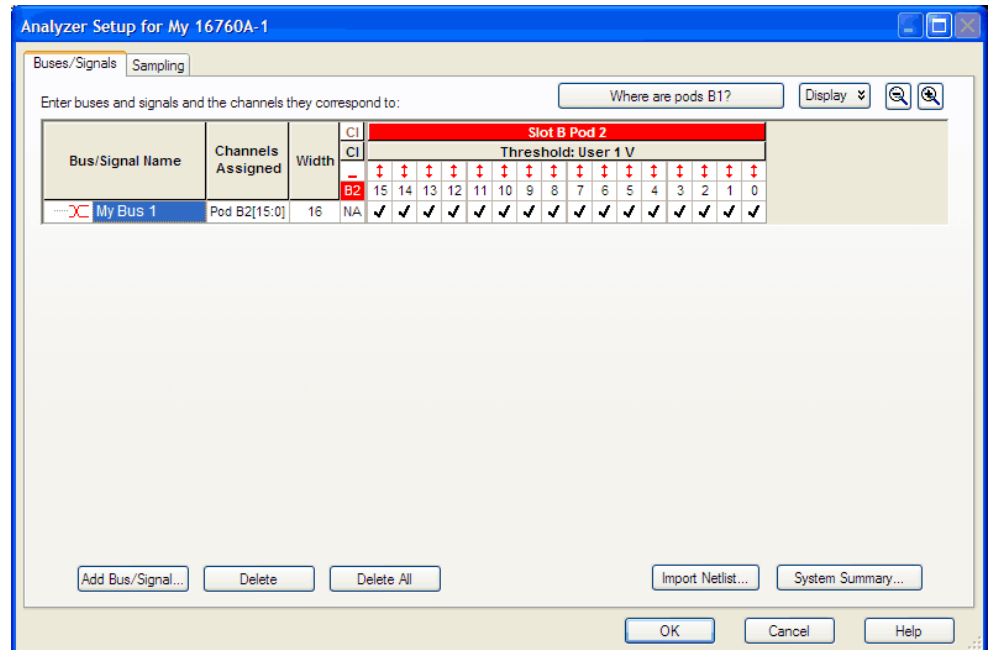 Analyzer Setup for My 16760A-1
Buses/Signals Sampling
Enter buses and signals and the channels they correspond to:
Where are pods B1?
Display
Bus/Signal Name
Channels Assigned
Width
Cl
Cl
B2
Slot B Pod 2
Threshold: User 1 V
15 14 13 12 11 10 9 8 7 6 5 4 3 2 1 0
My Bus 1 Pod B2[15:0] 16 NA
Add Bus/Signal... Delete Delete All Import Netlist... System Summary...
OK Cancel Help